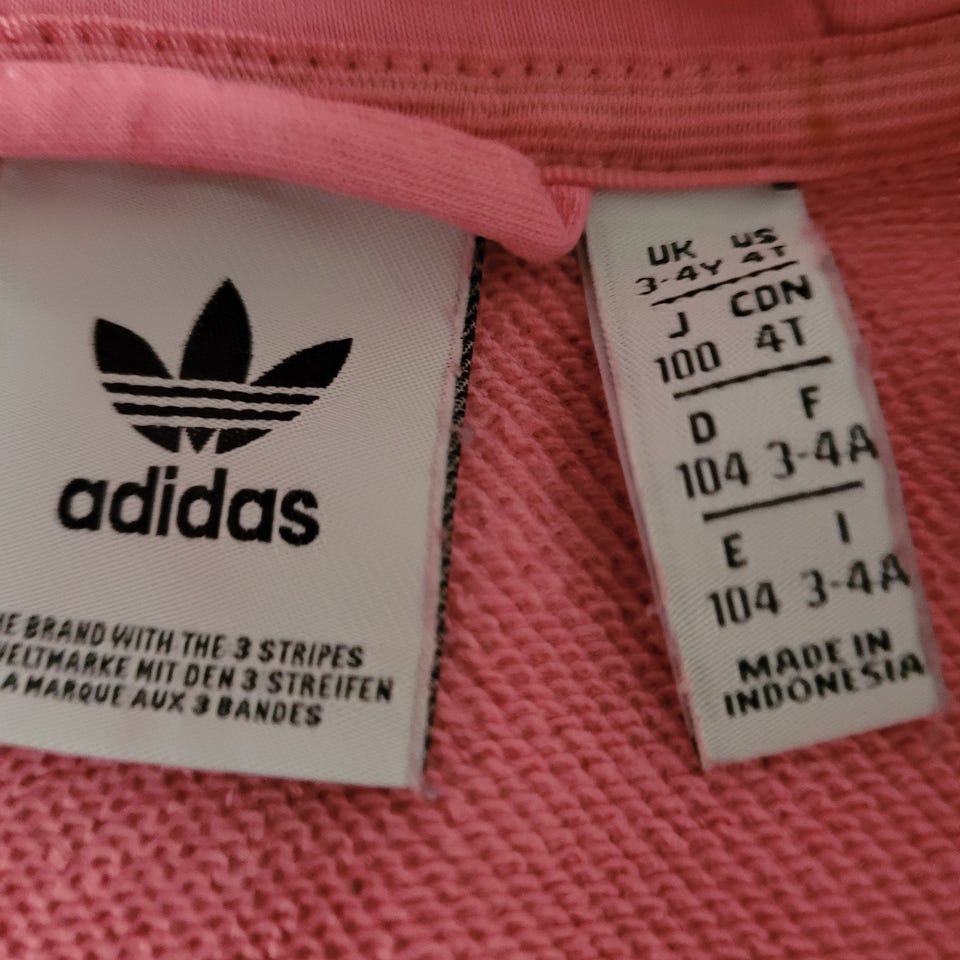 adidas
THE BRAND WITH THE 3 STRIPES
WELTMARKE MIT DEN 3 STREIFEN
LA MARQUE AUX 3 BANDES
UK US
3-4Y 4T
J CDN
100 4T
D F
104 3-4A
E I
104 3-4A
MADE IN
INDONESIA